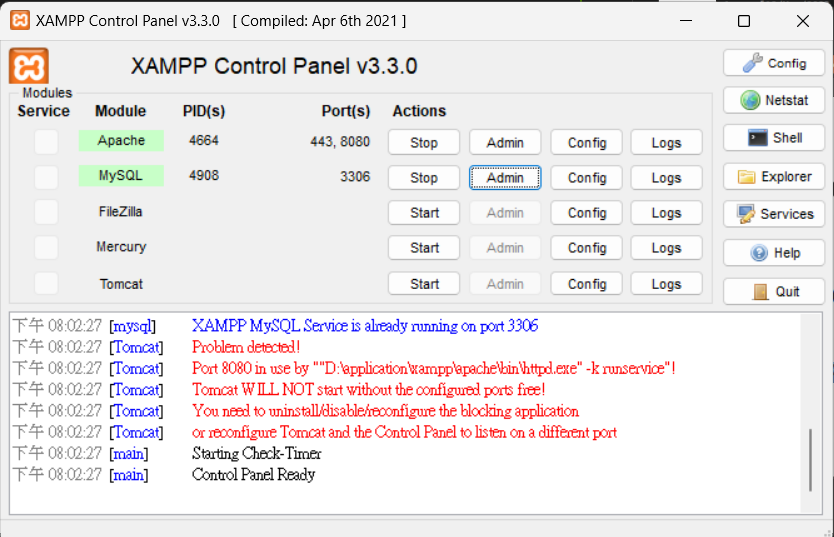 XAMPP Control Panel v3.3.0 [ Compiled: Apr 6th 2021 ]
XAMPP Control Panel v3.3.0
Config
Modules
Service Module PID(s) Port(s) Actions
Netstat
Apache 4664 443, 8080 Stop Admin Config Logs
Shell
MySQL 4908 3306 Stop Admin Config Logs
Explorer
FileZilla Start Admin Config Logs
Services
Mercury Start Admin Config Logs
Help
Tomcat Start Admin Config Logs
Quit
下午 08:02:27 [mysql] XAMPP MySQL Service is already running on port 3306
下午 08:02:27 [Tomcat] Problem detected!
下午 08:02:27 [Tomcat] Port 8080 in use by ""D:\application\xampp\apache\bin\httpd.exe" -k runservice"!
下午 08:02:27 [Tomcat] Tomcat WILL NOT start without the configured ports free!
下午 08:02:27 [Tomcat] You need to uninstall/disable/reconfigure the blocking application
下午 08:02:27 [Tomcat] or reconfigure Tomcat and the Control Panel to listen on a different port
下午 08:02:27 [main] Starting Check-Timer
下午 08:02:27 [main] Control Panel Ready